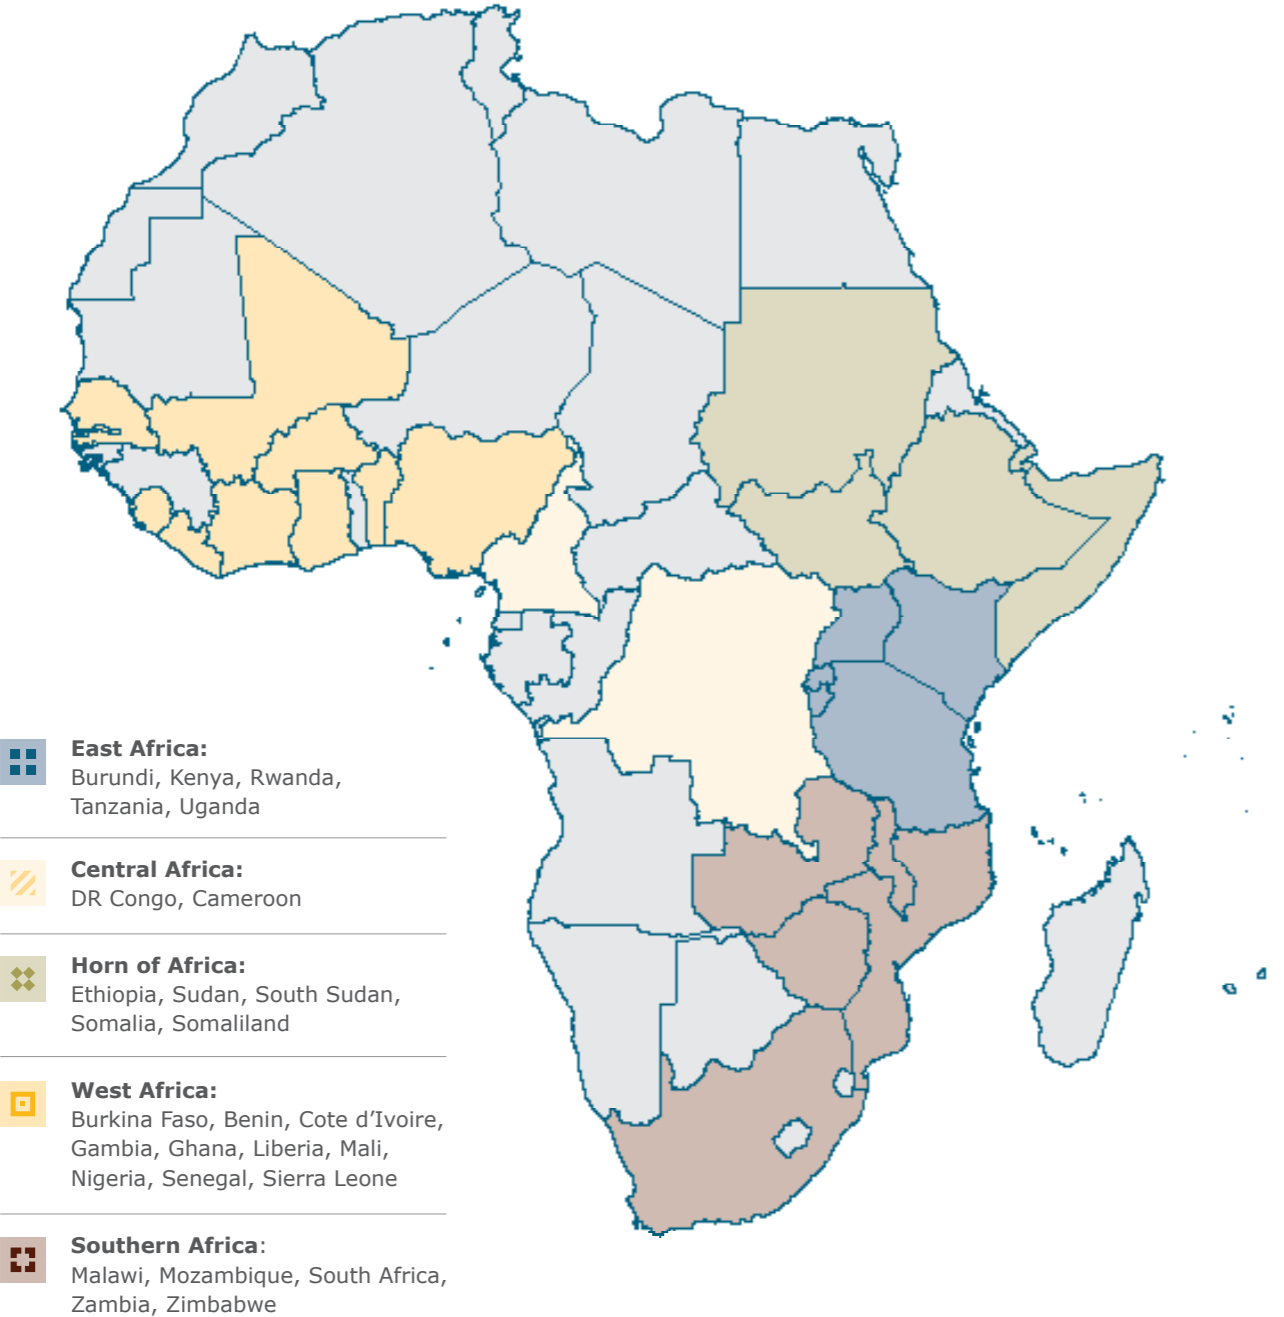 East Africa:
Burundi, Kenya, Rwanda,
Tanzania, Uganda
Central Africa:
DR Congo, Cameroon
Horn of Africa:
Ethiopia, Sudan, South Sudan,
Somalia, Somaliland
West Africa:
Burkina Faso, Benin, Cote d’Ivoire,
Gambia, Ghana, Liberia, Mali,
Nigeria, Senegal, Sierra Leone
Southern Africa:
Malawi, Mozambique, South Africa,
Zambia, Zimbabwe